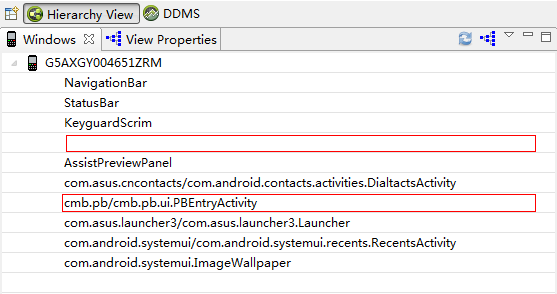 Hierarchy View DDMS
Windows View Properties
G5AXGY004651ZRM
NavigationBar
StatusBar
KeyguardScrim
AssistPreviewPanel
com.asus.cncontacts/com.android.contacts.activities.DialtactsActivity
cmb.pb/cmb.pb.ui.PBEntryActivity
com.asus.launcher3/com.asus.launcher3.Launcher
com.android.systemui/com.android.systemui.recents.RecentsActivity
com.android.systemui.ImageWallpaper